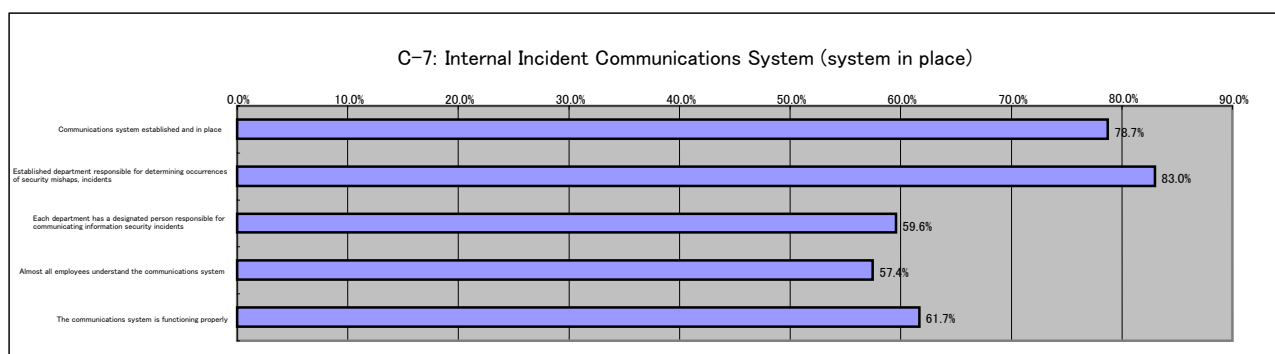 C-7: Internal Incident Communications System (system in place)
0.0% 10.0% 20.0% 30.0% 40.0% 50.0% 60.0% 70.0% 80.0% 90.0%
Communications system established and in place
78.7%
Established department responsible for determining occurrences
of security mishaps, incidents
83.0%
Each department has a designated person responsible for
communicating information security incidents
59.6%
Almost all employees understand the communications system
57.4%
The communications system is functioning properly
61.7%